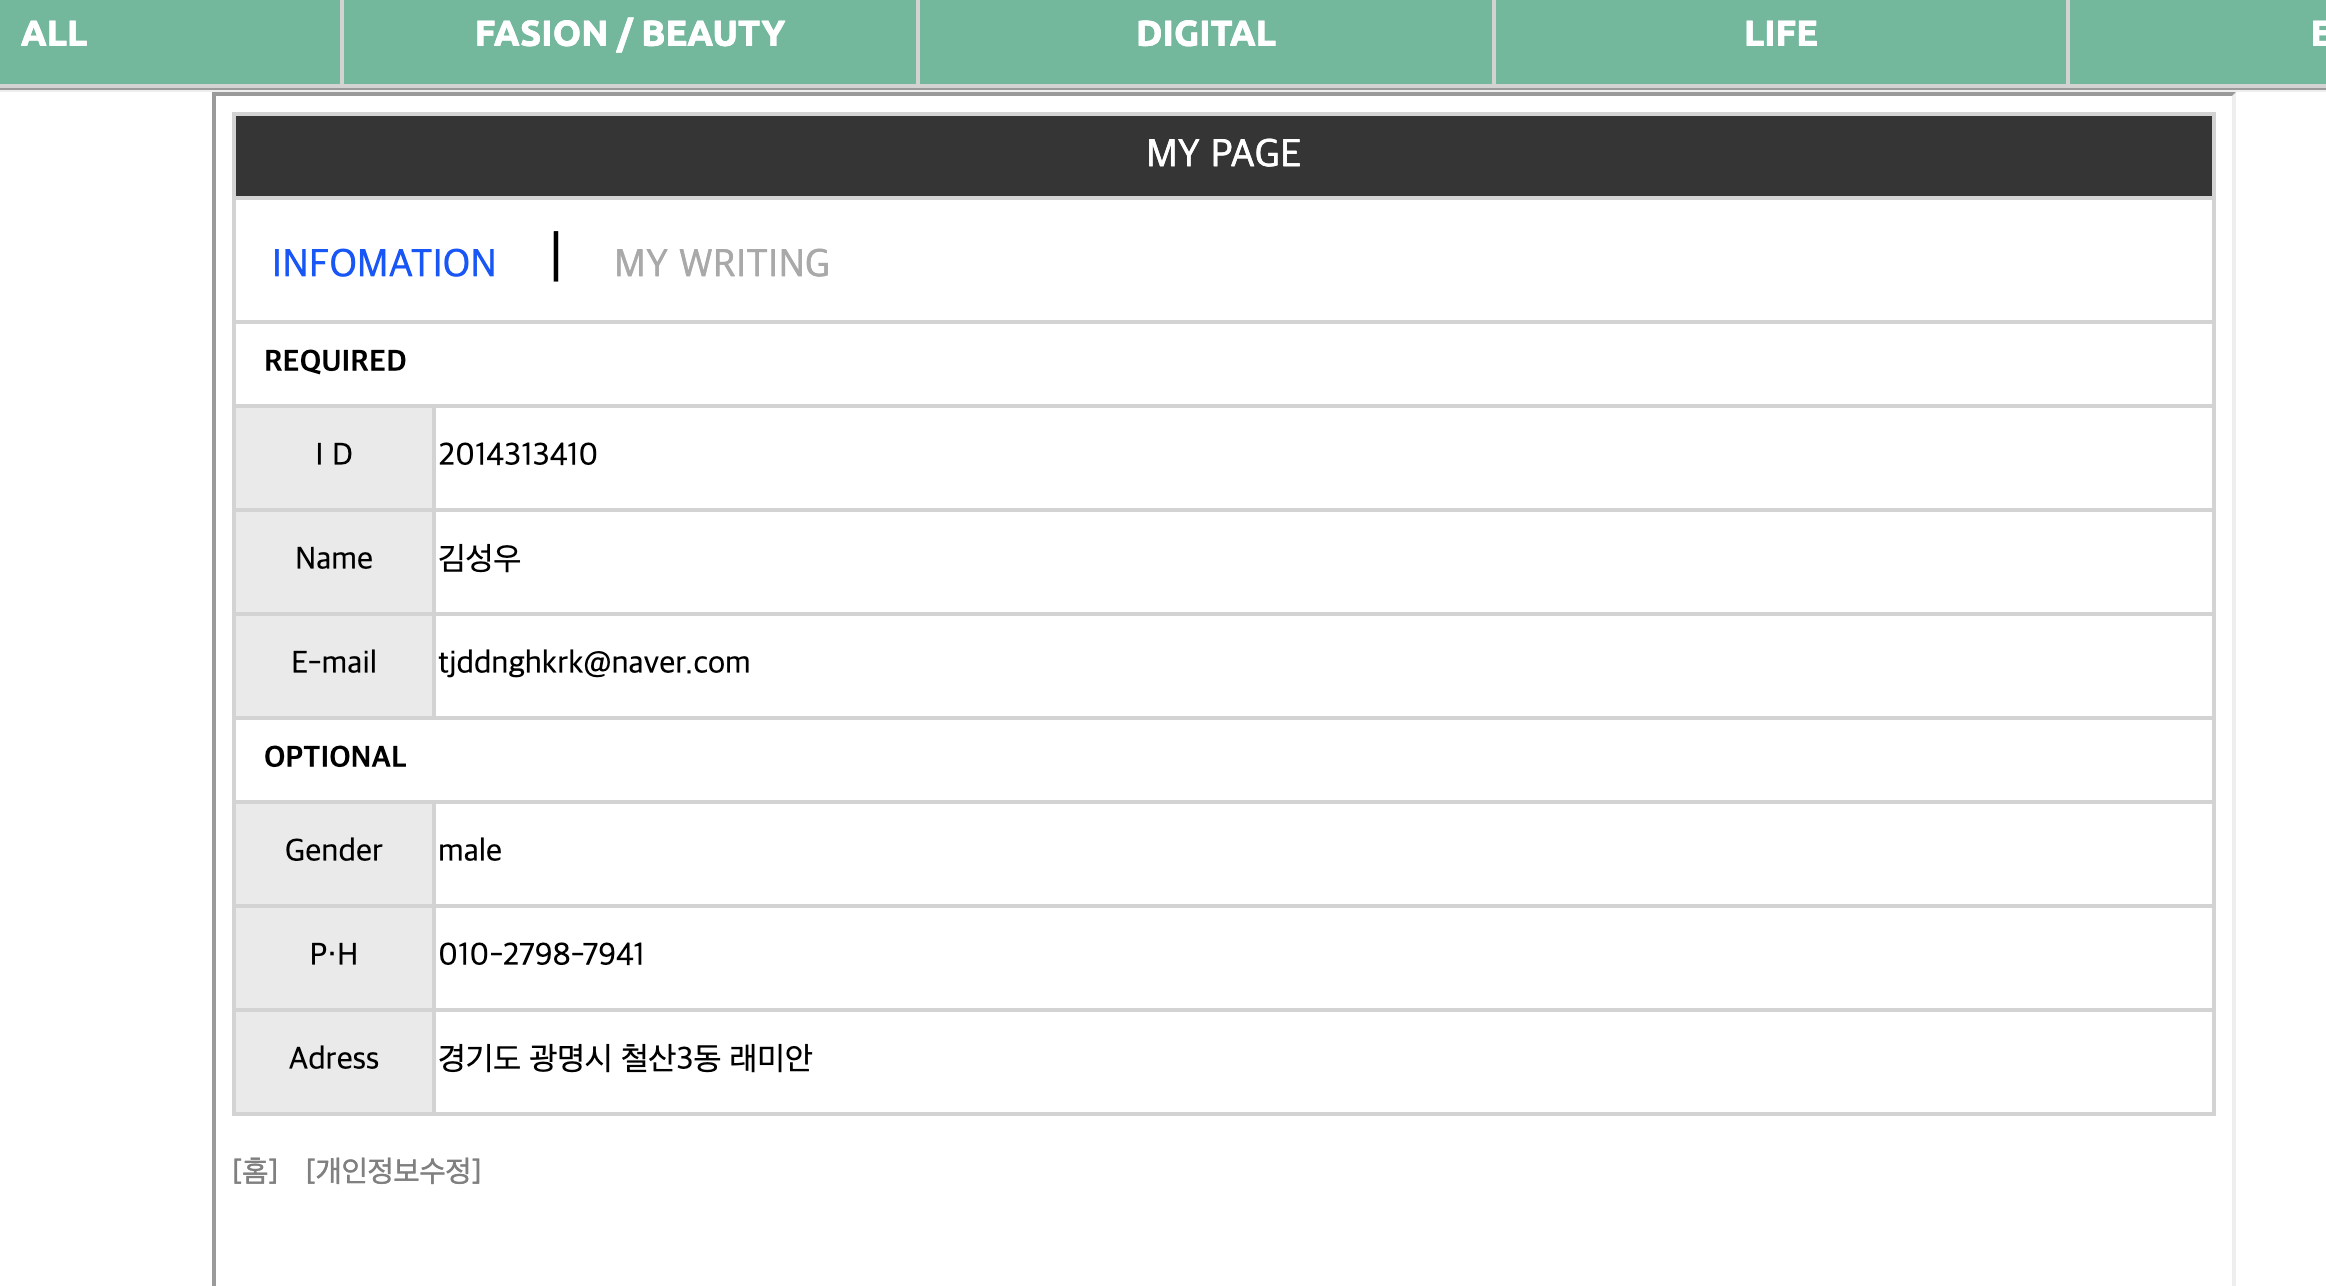 ALL FASION / BEAUTY DIGITAL LIFE
MY PAGE
INFOMATION | MY WRITING
REQUIRED
I D 2014313410
Name 김성우
E-mail tjddnghkrk@naver.com
OPTIONAL
Gender male
P·H 010-2798-7941
Adress 경기도 광명시 철산3동 래미안
[홈] [개인정보수정]